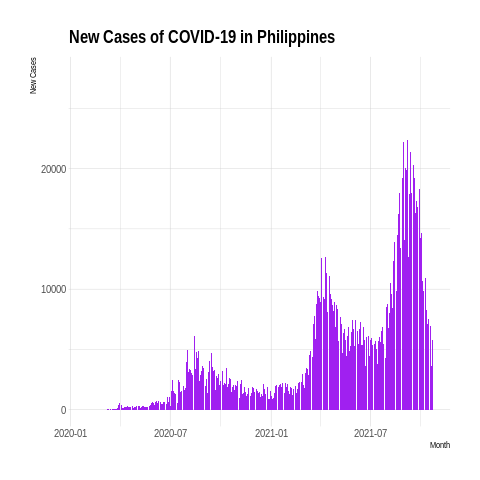 New Cases of COVID-19 in Philippines
New Cases
20000
10000
0
2020-01 2020-07 2021-01 2021-07
Month